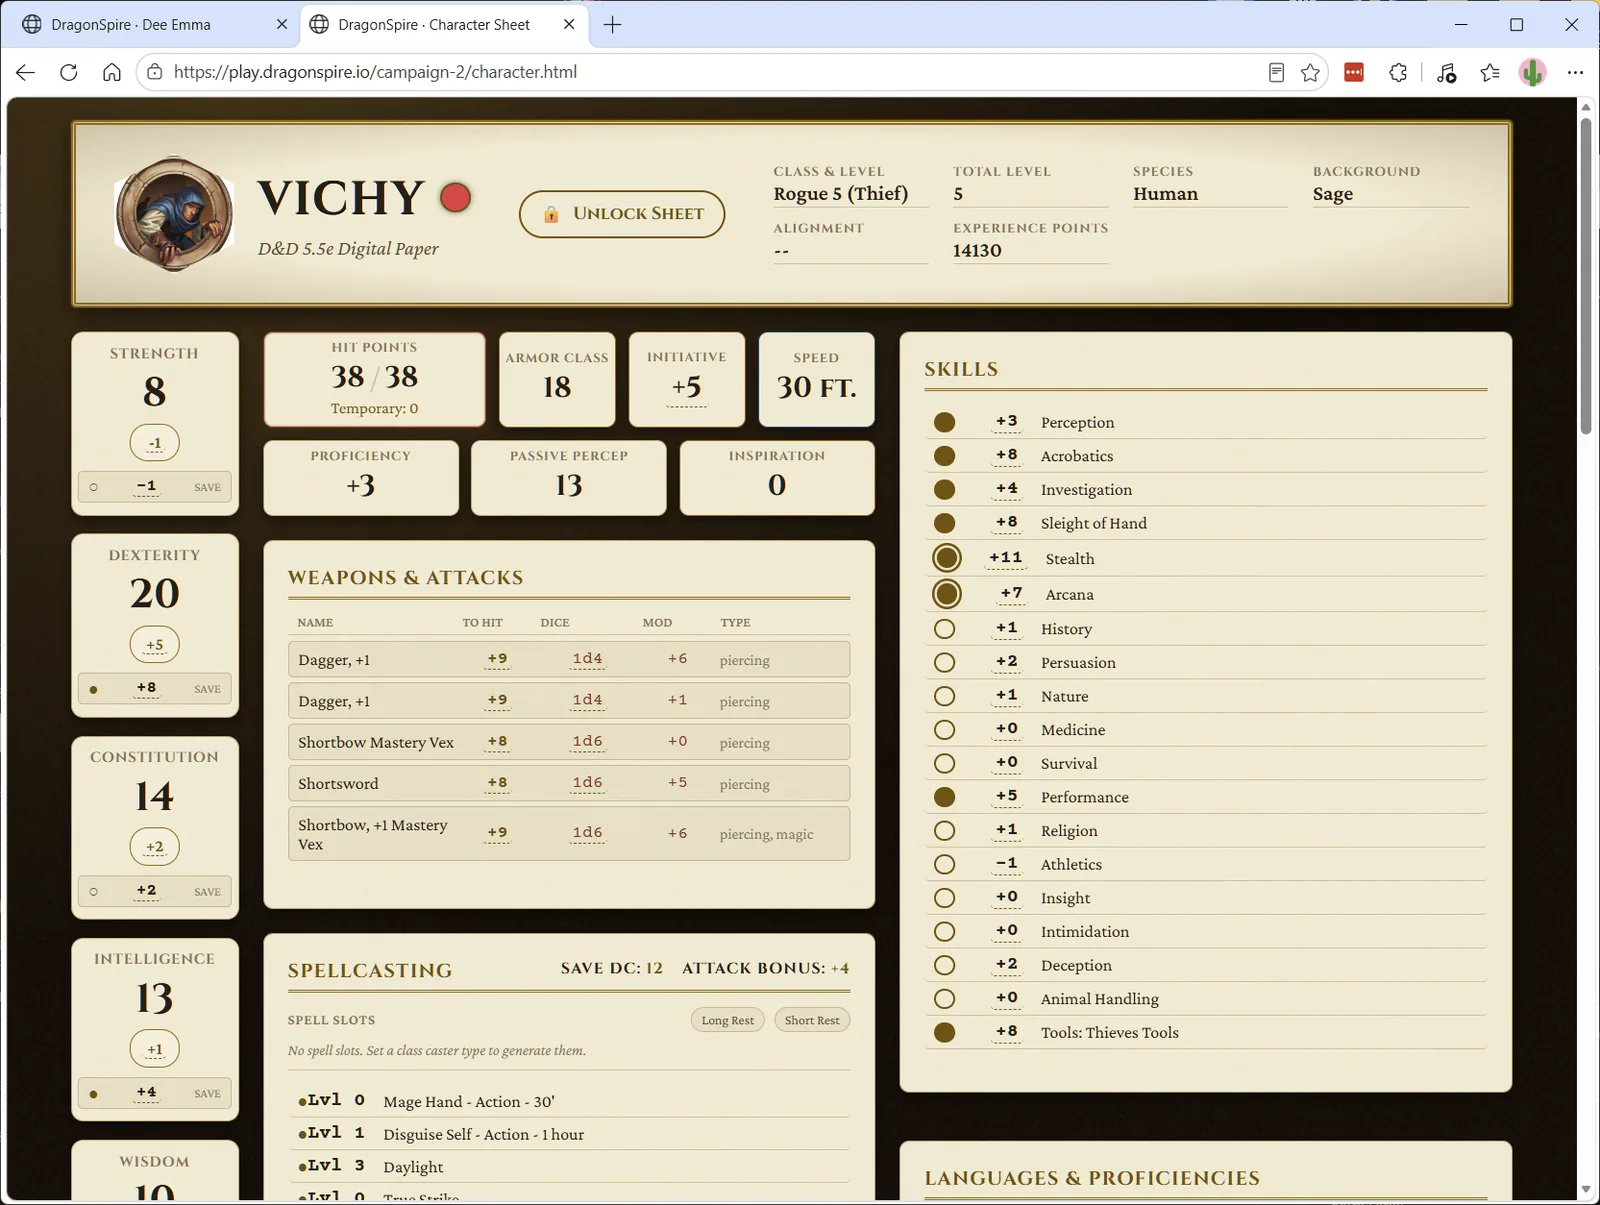 DragonSpire · Dee Emma
DragonSpire · Character Sheet
https://play.dragonspire.io/campaign-2/character.html
VICHY
D&D 5.5e Digital Paper
UNLOCK SHEET
CLASS & LEVEL
Rogue 5 (Thief)
TOTAL LEVEL
5
SPECIES
Human
BACKGROUND
Sage
ALIGNMENT
--
EXPERIENCE POINTS
14130
STRENGTH
8
-1
-1 SAVE
DEXTERITY
20
+5
+8 SAVE
CONSTITUTION
14
+2
+2 SAVE
INTELLIGENCE
13
+1
+4 SAVE
WISDOM
10
HIT POINTS
38 / 38
Temporary: 0
ARMOR CLASS
18
INITIATIVE
+5
SPEED
30 FT.
PROFICIENCY
+3
PASSIVE PERCEP
13
INSPIRATION
0
WEAPONS & ATTACKS
NAME TO HIT DICE MOD TYPE
Dagger, +1 +9 1d4 +6 piercing
Dagger, +1 +9 1d4 +1 piercing
Shortbow Mastery Vex +8 1d6 +0 piercing
Shortsword +8 1d6 +5 piercing
Shortbow, +1 Mastery
Vex +9 1d6 +6 piercing, magic
SPELLCASTING SAVE DC: 12 ATTACK BONUS: +4
SPELL SLOTS Long Rest Short Rest
No spell slots. Set a class caster type to generate them.
Lvl 0 Mage Hand - Action - 30'
Lvl 1 Disguise Self - Action - 1 hour
Lvl 3 Daylight
Lvl 0 True Strike
SKILLS
+3 Perception
+8 Acrobatics
+4 Investigation
+8 Sleight of Hand
+11 Stealth
+7 Arcana
+1 History
+2 Persuasion
+1 Nature
+0 Medicine
+0 Survival
+5 Performance
+1 Religion
-1 Athletics
+0 Insight
+0 Intimidation
+2 Deception
+0 Animal Handling
+8 Tools: Thieves Tools
LANGUAGES & PROFICIENCIES